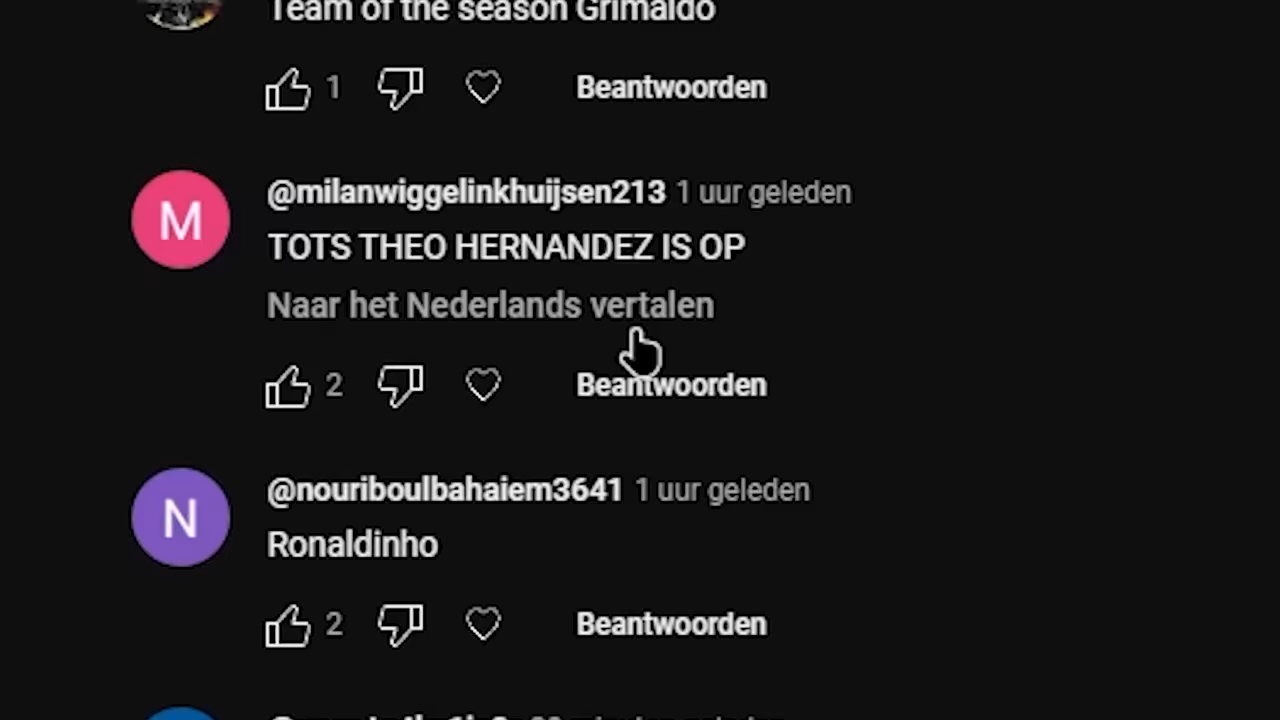 Team of the season Grimaldo
1
Beantwoorden
M
@milanwiggelinkhuijsen213 1 uur geleden
TOTS THEO HERNANDEZ IS OP
Naar het Nederlands vertalen
2
Beantwoorden
N
@nouriboulbahaiem3641 1 uur geleden
Ronaldinho
2
Beantwoorden